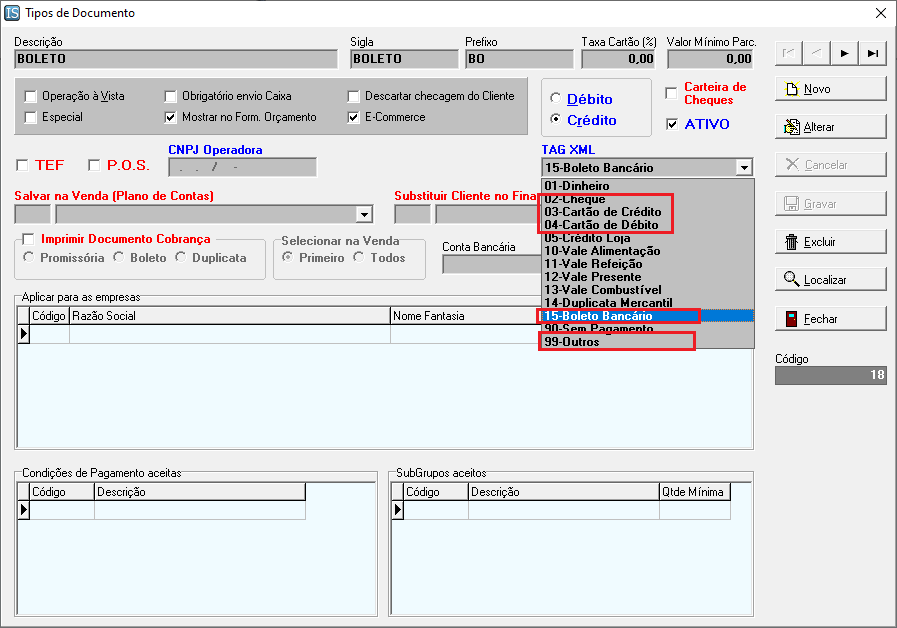 IS Tipos de Documento
Descrição Sigla Prefixo Taxa Cartão (%) Valor Mínimo Parc.
BOLETO BOLETO BO 0,00 0,00
Operação à Vista Obrigatório envio Caixa Descartar checagem do Cliente
Especial Mostrar no Form. Orçamento E-Commerce
Débito
Crédito
Carteira de
Cheques
ATIVO
Novo
Alterar
Cancelar
Gravar
Excluir
Localizar
Fechar
Código
18
TEF P.O.S.
CNPJ Operadora
. . / -
TAG XML
15-Boleto Bancário
01-Dinheiro
02-Cheque
03-Cartão de Crédito
04-Cartão de Débito
05-Crédito Loja
10-Vale Alimentação
11-Vale Refeição
12-Vale Presente
13-Vale Combustível
14-Duplicata Mercantil
15-Boleto Bancário
90-Sem Pagamento
99-Outros
Salvar na Venda (Plano de Contas) Substituir Cliente no Fina
Imprimir Documento Cobrança
Promissória Boleto Duplicata
Selecionar na Venda
Primeiro Todos
Conta Bancária
Aplicar para as empresas
Código Razão Social Nome Fantasia
Condições de Pagamento aceitas
Código Descrição
SubGrupos aceitos
Código Descrição Qtde Mínima